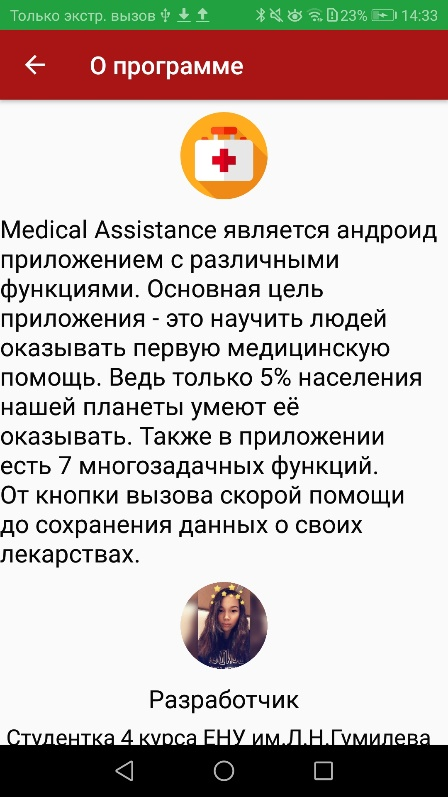 Только экстр. вызов 23% 14:33
О программе
Medical Assistance является андроид
приложением с различными
функциями. Основная цель
приложения - это научить людей
оказывать первую медицинскую
помощь. Ведь только 5% населения
нашей планеты умеют её
оказывать. Также в приложении
есть 7 многозадачных функций.
От кнопки вызова скорой помощи
до сохранения данных о своих
лекарствах.
Разработчик
Студентка 4 курса ЕНУ им.Л.Н.Гумилева